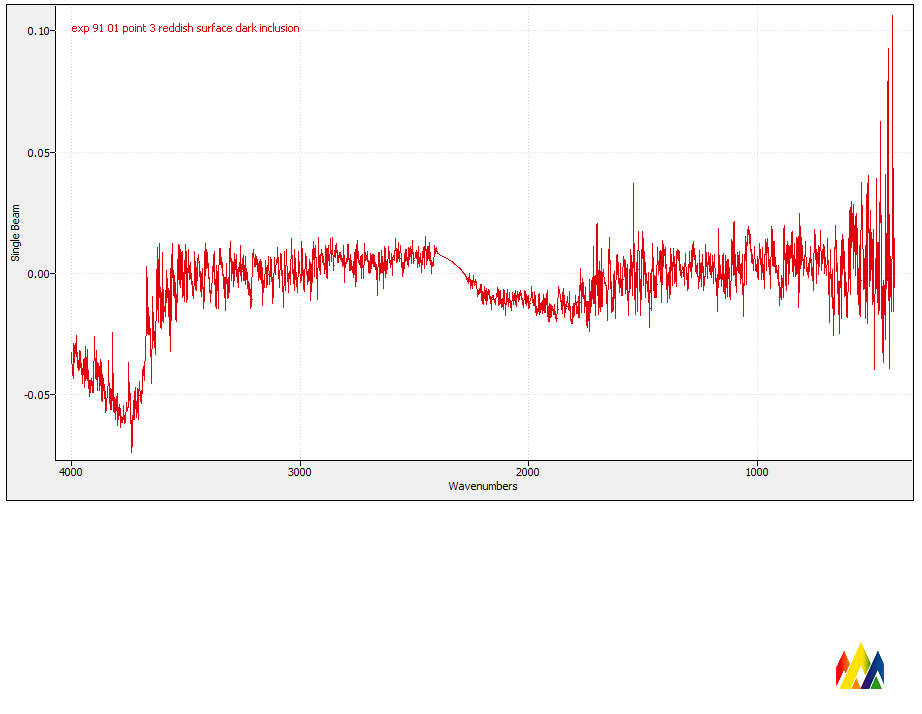 exp 91 01 point 3 reddish surface dark inclusion
0.10
0.05
0.00
-0.05
Single Beam
4000 3000 2000 1000
Wavenumbers